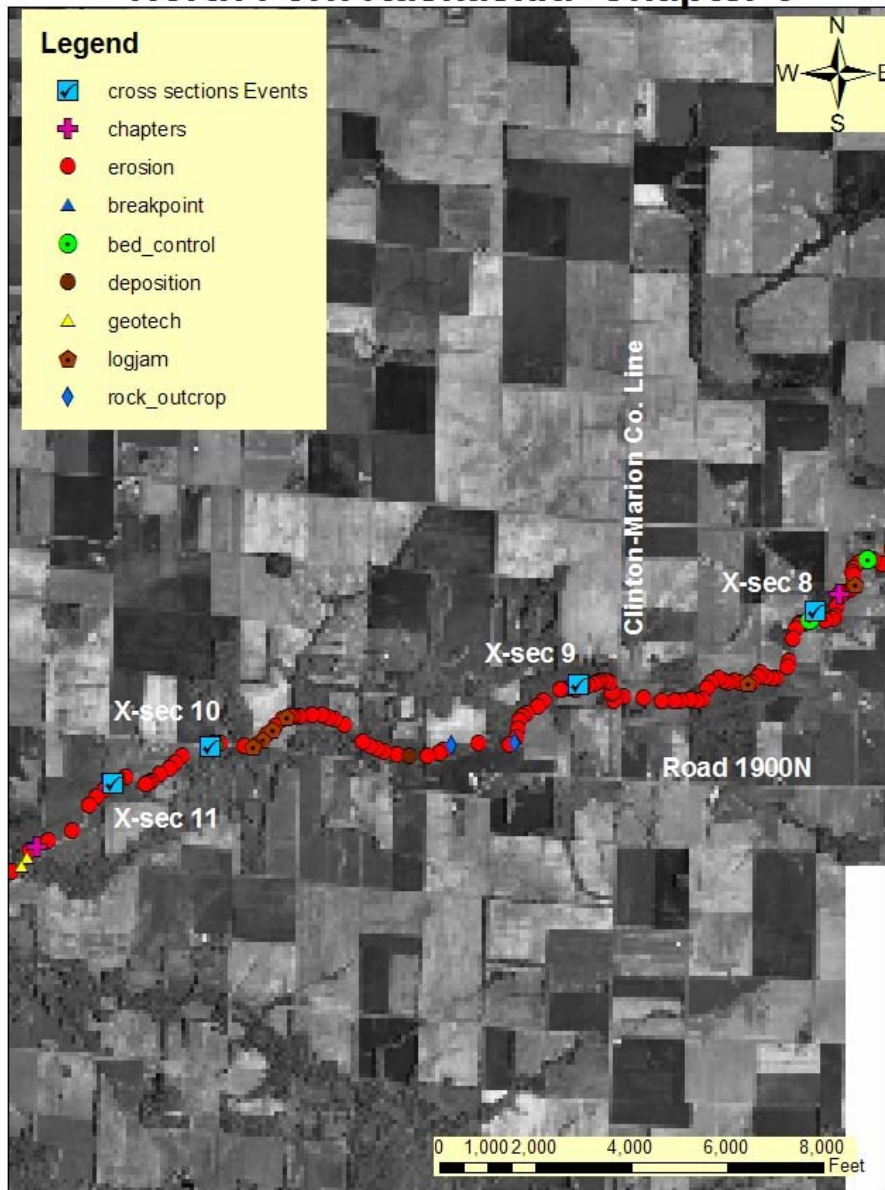 Legend
cross sections Events
chapters
erosion
breakpoint
bed_control
deposition
geotech
logjam
rock_outcrop
N
W
E
S
Clinton-Marion Co. Line
X-sec 8
X-sec 9
X-sec 10
Road 1900N
X-sec 11
0 1,000 2,000 4,000 6,000 8,000
Feet